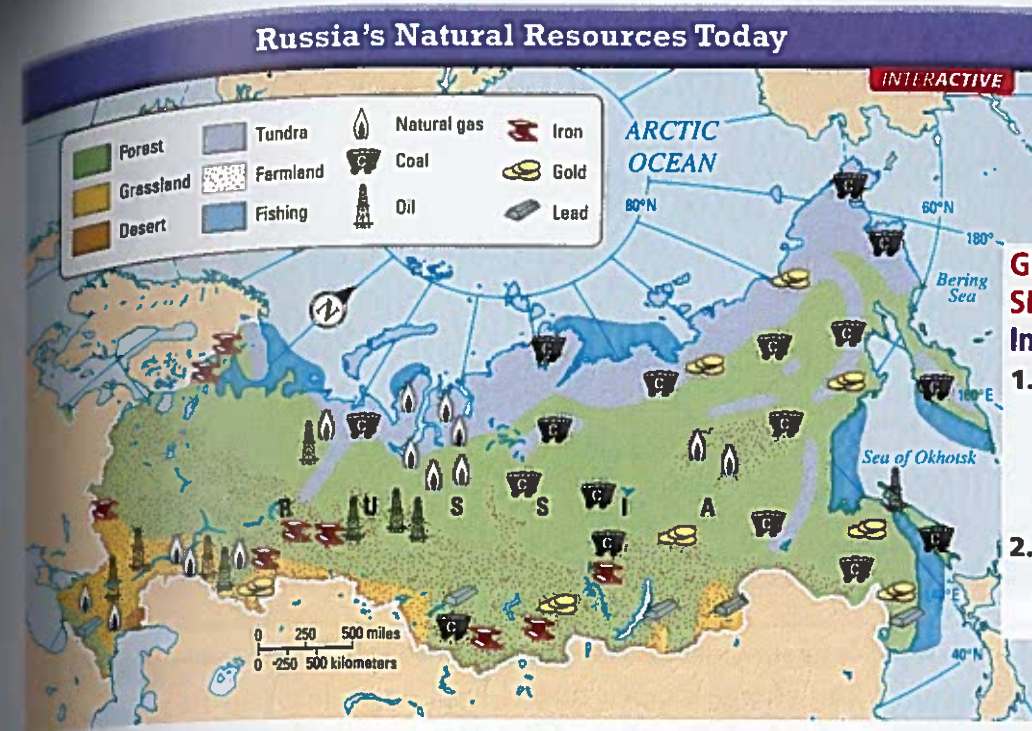 Russia's Natural Resources Today
INTERACTIVE
Forest
Grassland
Desert
Tundra
Farmland
Fishing
Natural gas
Coal
Oil
Iron
Gold
Lead
ARCTIC
OCEAN
80°N
60°N
180°
Bering
Sea
N
160°E
Sea of Okhotsk
R U S S I A
0 250 500 miles
0 250 500 kilometers
40°N
G
In
1.
2.